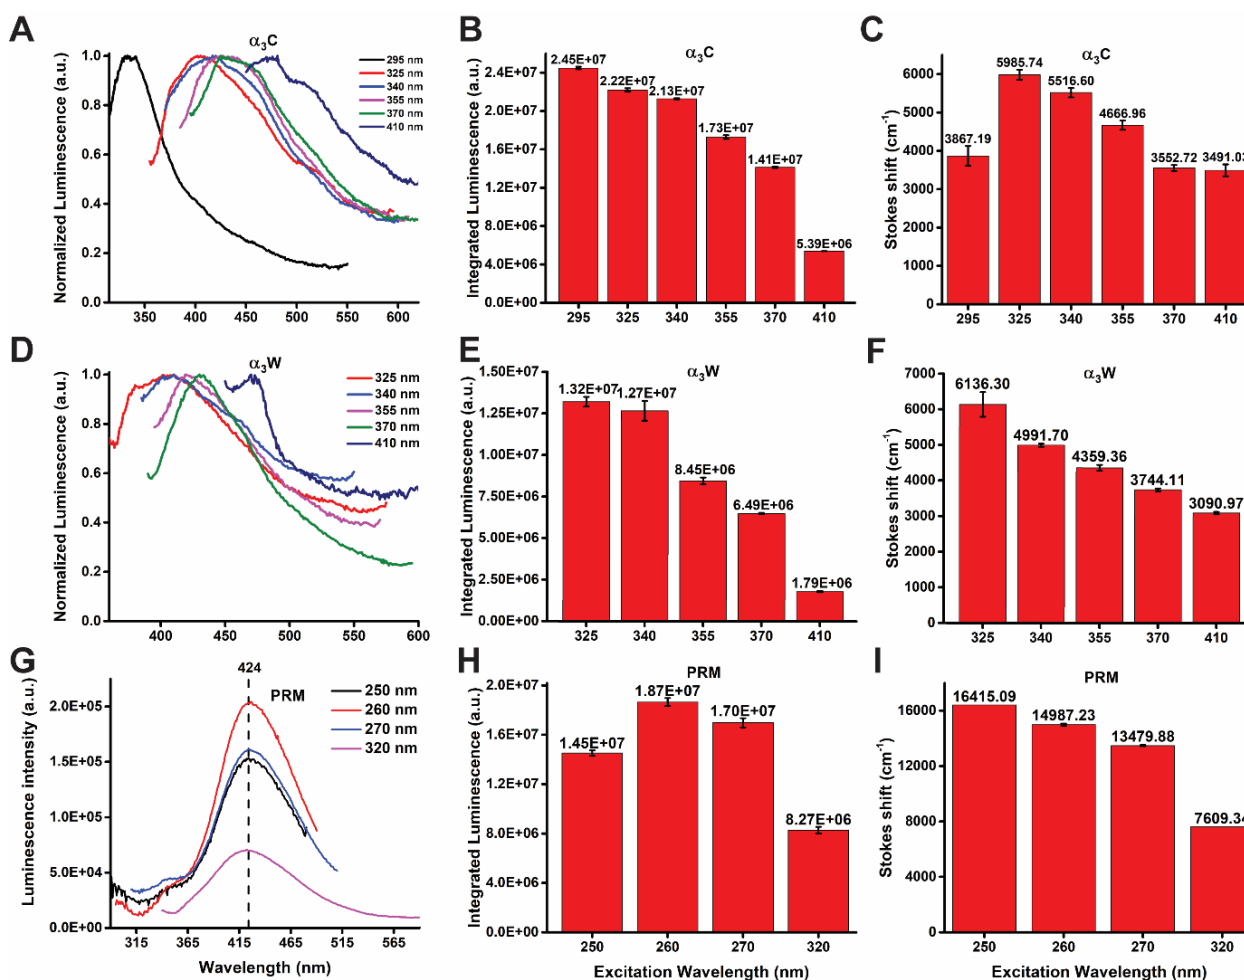 A
α3C
Normalized Luminescence (a.u.)
1.0
0.8
0.6
0.4
0.2
0.0
350 400 450 500 550 600
295 nm
325 nm
340 nm
355 nm
370 nm
410 nm
B
α3C
Integrated Luminescence (a.u.)
2.4E+07
2.0E+07
1.6E+07
1.2E+07
8.0E+06
4.0E+06
0.0E+00
2.45E+07
2.22E+07
2.13E+07
1.73E+07
1.41E+07
5.39E+06
295 325 340 355 370 410
C
α3C
Stokes shift (cm-1)
6000
5000
4000
3000
2000
1000
0
3867.19
5985.74
5516.60
4666.96
3552.72
3491.03
295 325 340 355 370 410
D
α3W
Normalized Luminescence (a.u.)
1.0
0.8
0.6
0.4
0.2
0.0
400 450 500 550 600
325 nm
340 nm
355 nm
370 nm
410 nm
E
α3W
Integrated Luminescence (a.u.)
1.50E+07
1.25E+07
1.00E+07
7.50E+06
5.00E+06
2.50E+06
0.00E+00
1.32E+07
1.27E+07
8.45E+06
6.49E+06
1.79E+06
325 340 355 370 410
F
α3W
Stokes shift (cm-1)
7000
6000
5000
4000
3000
2000
1000
0
6136.30
4991.70
4359.36
3744.11
3090.97
325 340 355 370 410
G
424
PRM
Luminescence intensity (a.u.)
2.0E+05
1.5E+05
1.0E+05
5.0E+04
0.0E+00
315 365 415 465 515 565
Wavelength (nm)
250 nm
260 nm
270 nm
320 nm
H
PRM
Integrated Luminescence (a.u.)
2.0E+07
1.6E+07
1.2E+07
8.0E+06
4.0E+06
0.0E+00
1.45E+07
1.87E+07
1.70E+07
8.27E+06
250 260 270 320
Excitation Wavelength (nm)
I
PRM
Stokes shift (cm-1)
16000
14000
12000
10000
8000
6000
4000
2000
0
16415.09
14987.23
13479.88
7609.34
250 260 270 320
Excitation Wavelength (nm)